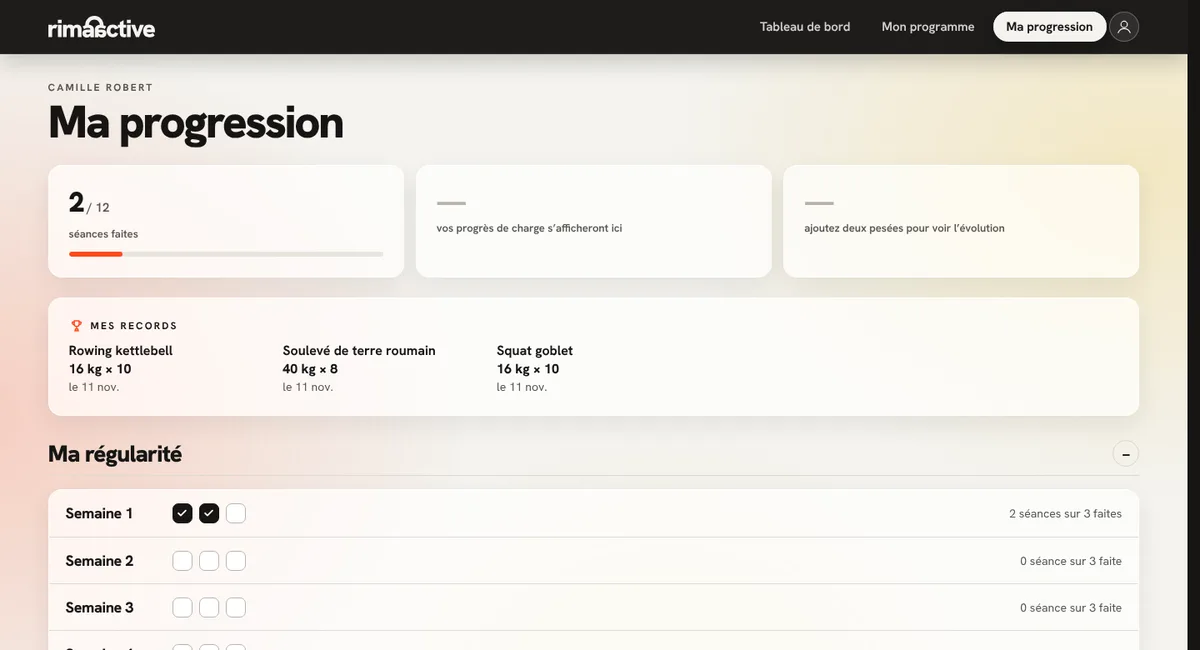 rimaactive
Tableau de bord
Mon programme
Ma progression
CAMILLE ROBERT
Ma progression
2 / 12
séances faites
—
vos progrès de charge s’afficheront ici
—
ajoutez deux pesées pour voir l’évolution
MES RECORDS
Rowing kettlebell
16 kg × 10
le 11 nov.
Soulevé de terre roumain
40 kg × 8
le 11 nov.
Squat goblet
16 kg × 10
le 11 nov.
Ma régularité
–
Semaine 1
2 séances sur 3 faites
Semaine 2
0 séance sur 3 faite
Semaine 3
0 séance sur 3 faite